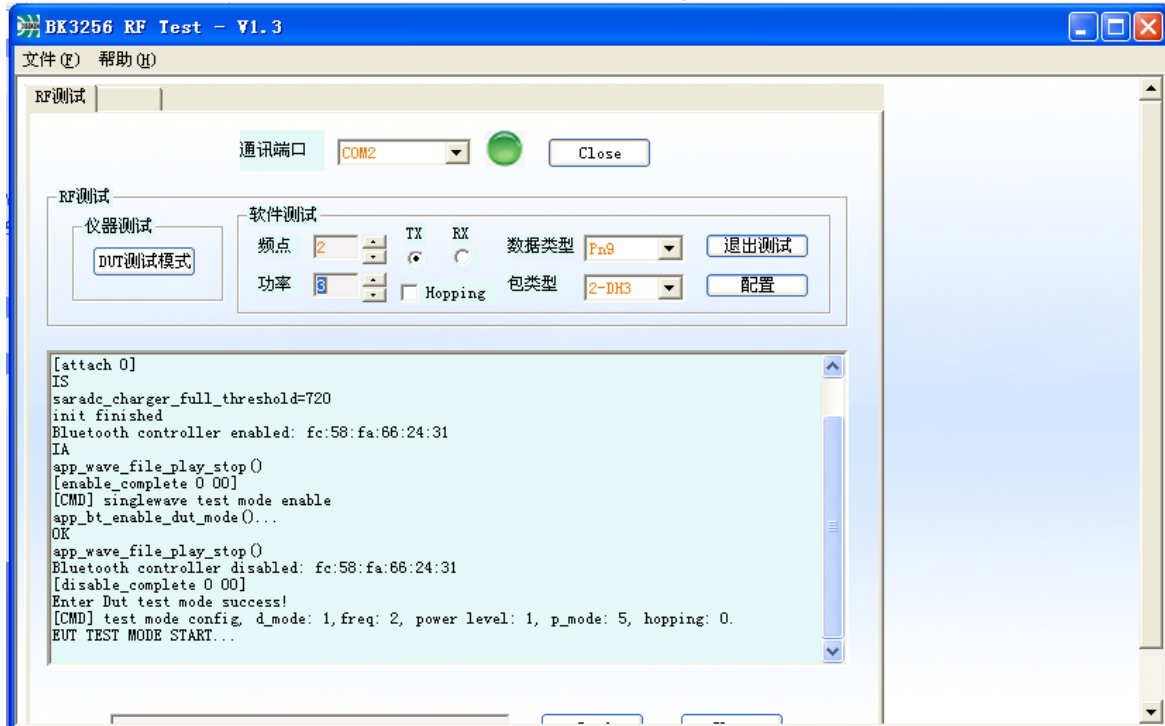 BK3256 RF Test - V1.3
文件(F) 帮助(H)
RF测试
通讯端口 COM2 Close
RF测试
仪器测试
DUT测试模式
软件测试
频点 2 TX RX 数据类型 Pn9 退出测试
功率 3 Hopping 包类型 2-DH3 配置
[attach 0]
IS
saradc_charger_full_threshold=720
init finished
Bluetooth controller enabled: fc:58:fa:66:24:31
IA
app_wave_file_play_stop()
[enable_complete 0 00]
[CMD] singlewave test mode enable
app_bt_enable_dut_mode()...
OK
app_wave_file_play_stop()
Bluetooth controller disabled: fc:58:fa:66:24:31
[disable_complete 0 00]
Enter Dut test mode success!
[CMD] test mode config, d_mode: 1,freq: 2, power level: 1, p_mode: 5, hopping: 0.
EUT TEST MODE START...